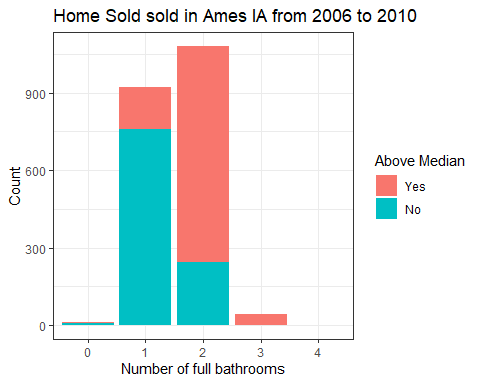 Home Sold sold in Ames IA from 2006 to 2010
Count
900
600
300
0
0 1 2 3 4
Number of full bathrooms
Above Median
Yes
No